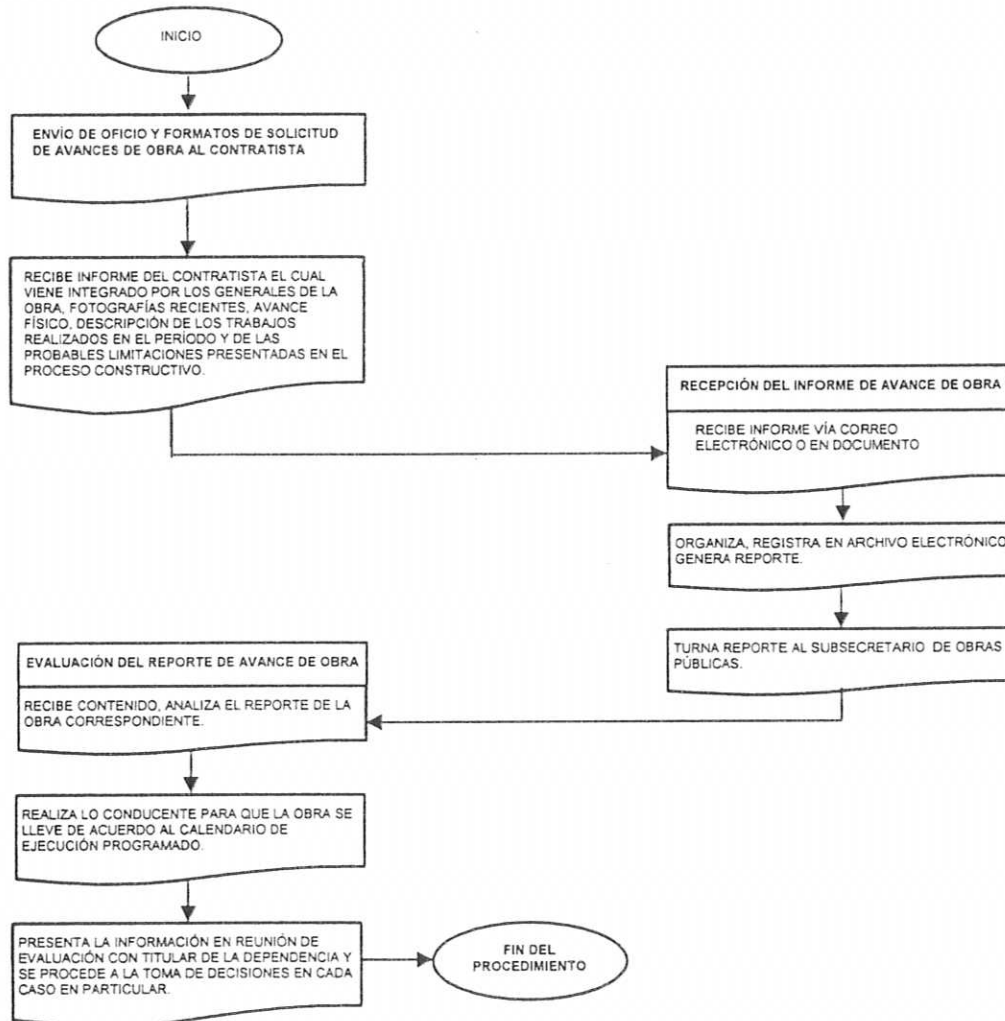 INICIO
ENVÍO DE OFICIO Y FORMATOS DE SOLICITUD
DE AVANCES DE OBRA AL CONTRATISTA
RECIBE INFORME DEL CONTRATISTA EL CUAL
VIENE INTEGRADO POR LOS GENERALES DE LA
OBRA, FOTOGRAFÍAS RECIENTES, AVANCE
FÍSICO, DESCRIPCIÓN DE LOS TRABAJOS
REALIZADOS EN EL PERÍODO Y DE LAS
PROBABLES LIMITACIONES PRESENTADAS EN EL
PROCESO CONSTRUCTIVO.
RECEPCIÓN DEL INFORME DE AVANCE DE OBRA
RECIBE INFORME VÍA CORREO
ELECTRÓNICO O EN DOCUMENTO
ORGANIZA, REGISTRA EN ARCHIVO ELECTRÓNICO
GENERA REPORTE.
TURNA REPORTE AL SUBSECRETARIO DE OBRAS
PÚBLICAS.
EVALUACIÓN DEL REPORTE DE AVANCE DE OBRA
RECIBE CONTENIDO, ANALIZA EL REPORTE DE LA
OBRA CORRESPONDIENTE.
REALIZA LO CONDUCENTE PARA QUE LA OBRA SE
LLEVE DE ACUERDO AL CALENDARIO DE
EJECUCIÓN PROGRAMADO.
PRESENTA LA INFORMACIÓN EN REUNIÓN DE
EVALUACIÓN CON TITULAR DE LA DEPENDENCIA Y
SE PROCEDE A LA TOMA DE DECISIONES EN CADA
CASO EN PARTICULAR.
FIN DEL
PROCEDIMIENTO